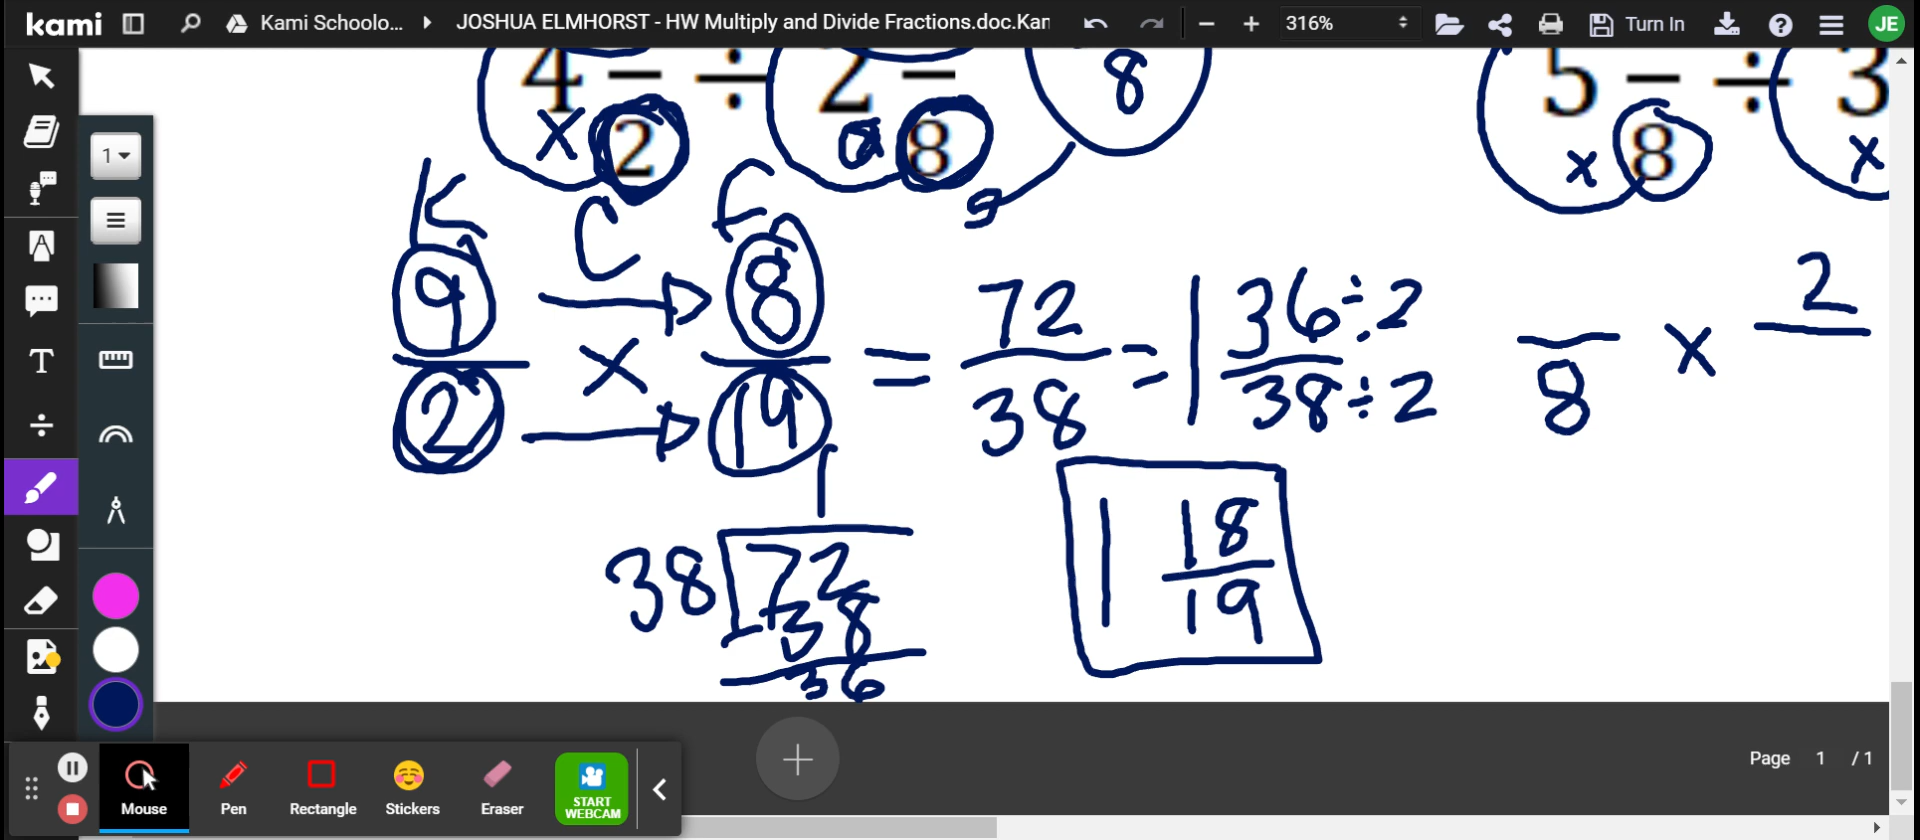 kami Kami Schoolo... JOSHUA ELMHORST - HW Multiply and Divide Fractions.doc.Kan 316% Turn In JE
4 ÷ 2 8 5 ÷ 3
x 2 8 x 8 x
K C F
9 8 72 1 36 ÷ 2 2
x = = x
2 19 38 38 ÷ 2 8
1 1 18
38 72 19
- 38
36
1
T
Page 1 / 1
Mouse Pen Rectangle Stickers Eraser START WEBCAM